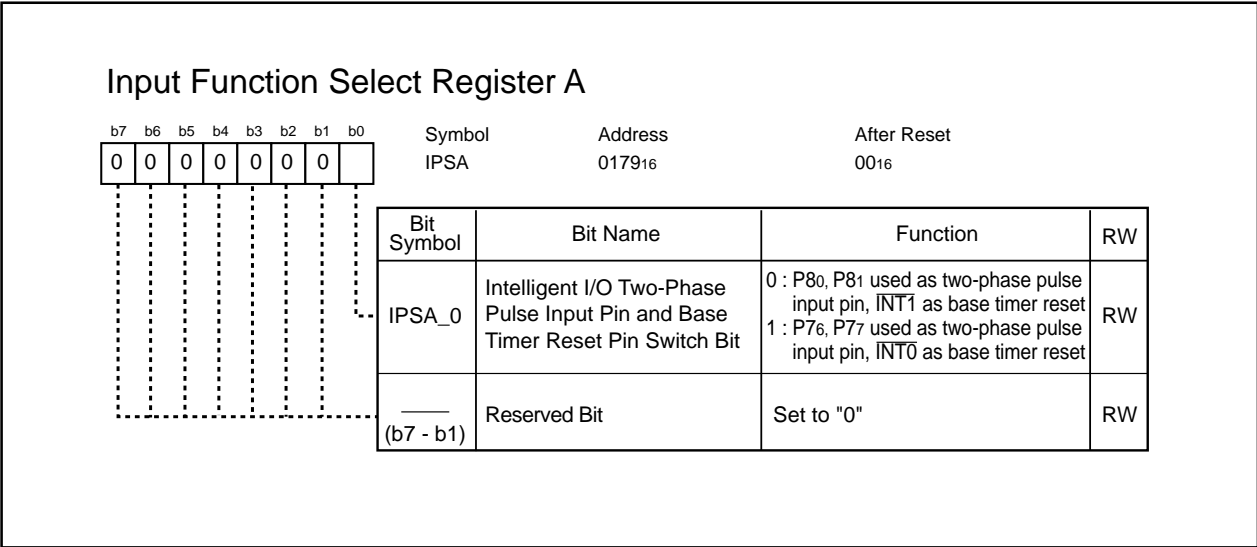 Input Function Select Register A
b7 b6 b5 b4 b3 b2 b1 b0
Symbol Address After Reset
0 0 0 0 0 0 0
IPSA 017916 0016
Bit Symbol Bit Name Function RW
IPSA_0
Intelligent I/O Two-Phase
Pulse Input Pin and Base
Timer Reset Pin Switch Bit
0 : P80, P81 used as two-phase pulse
input pin, INT1 as base timer reset
1 : P76, P77 used as two-phase pulse
input pin, INT0 as base timer reset
RW
(b7 - b1)
Reserved Bit
Set to "0"
RW